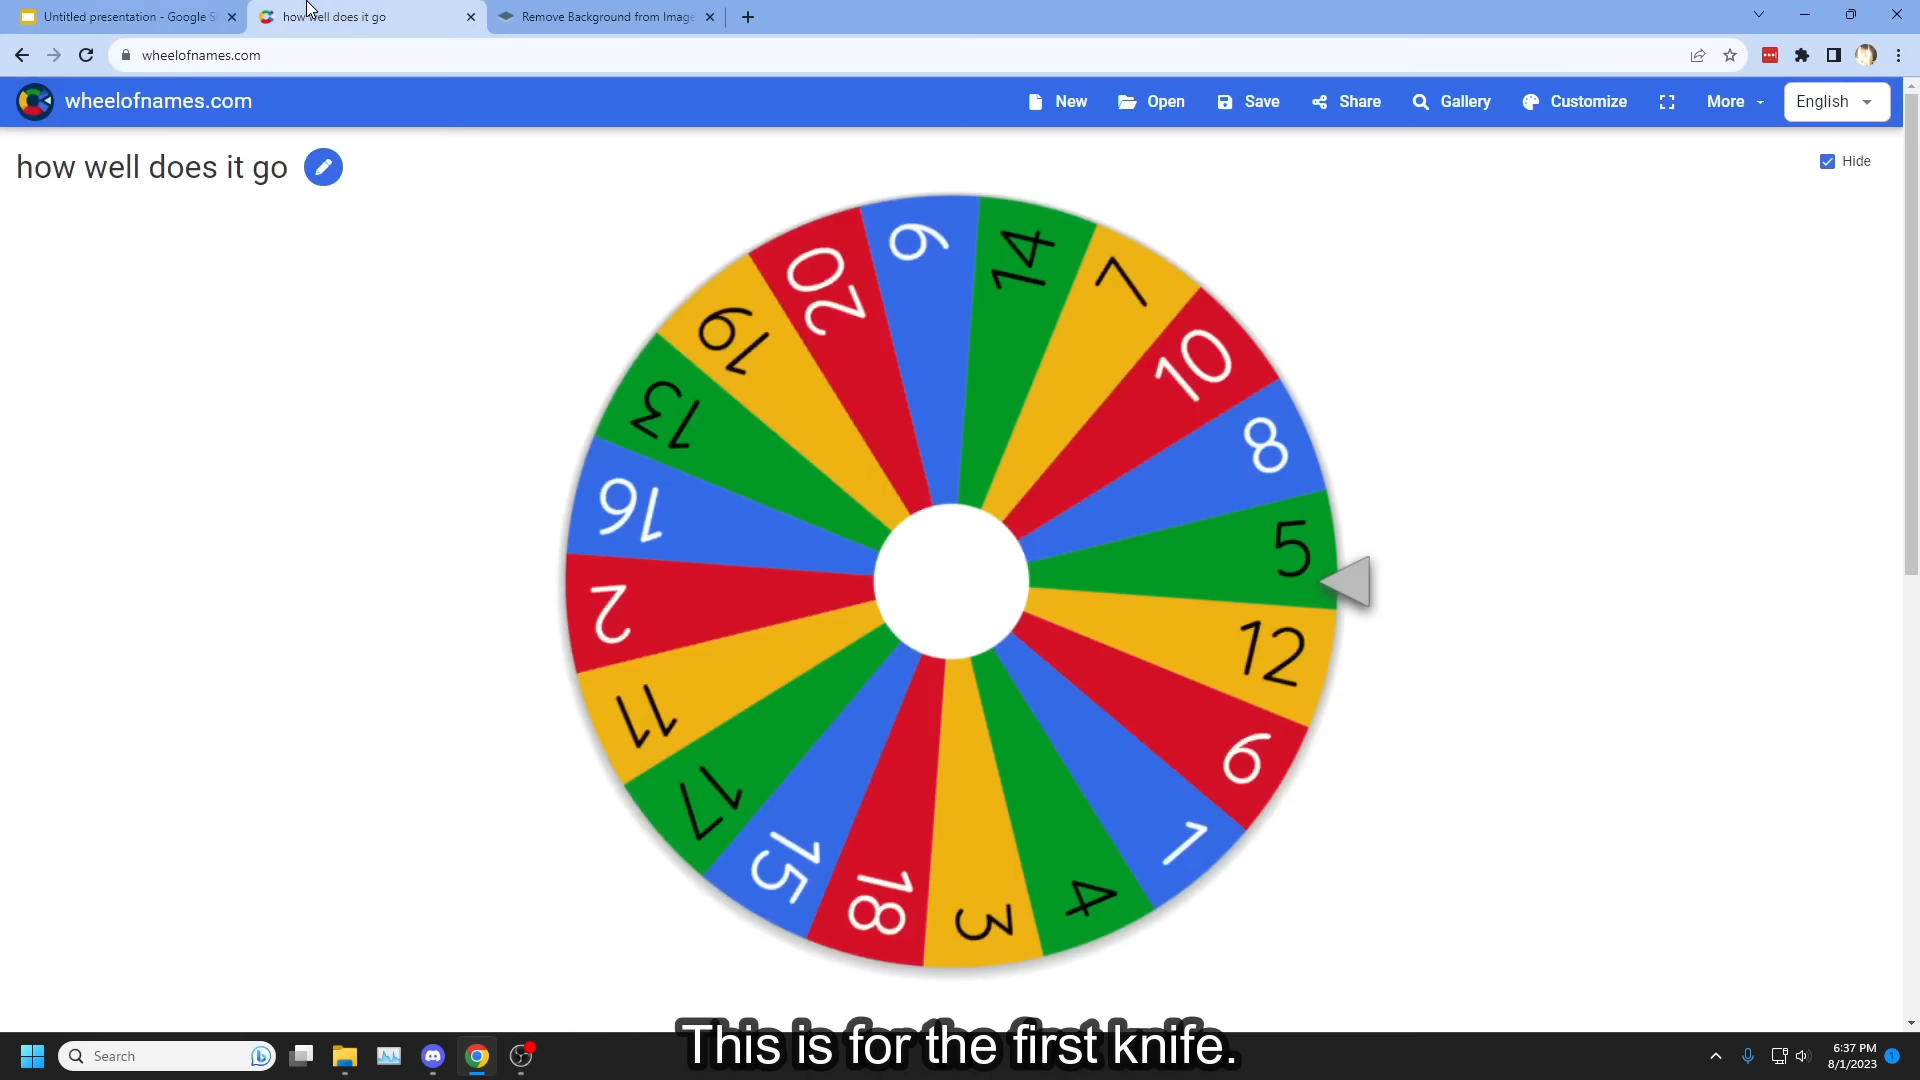 Untitled presentation - Google S
how well does it go
Remove Background from Image
wheelofnames.com
wheelofnames.com
New
Open
Save
Share
Gallery
Customize
More
English
how well does it go
Hide
6
14
7
10
8
5
12
9
1
4
3
18
15
17
11
2
16
13
19
20
This is for the first knife.
Search
6:37 PM
8/1/2023
1